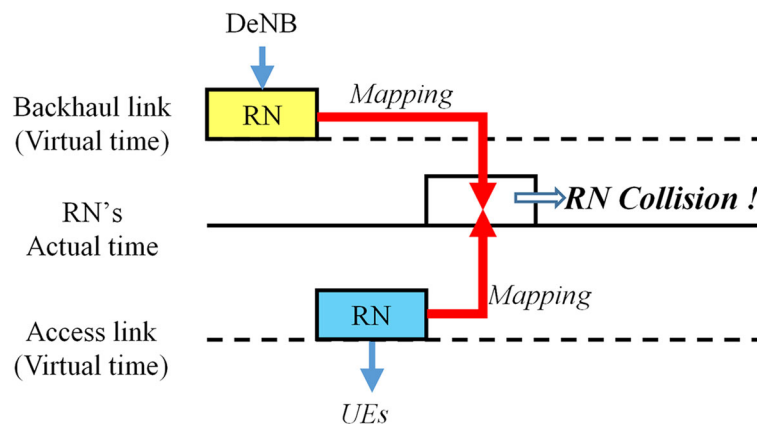 DeNB
Backhaul link
(Virtual time)
RN
Mapping
RN's
Actual time
RN Collision !
Access link
(Virtual time)
RN
Mapping
UEs